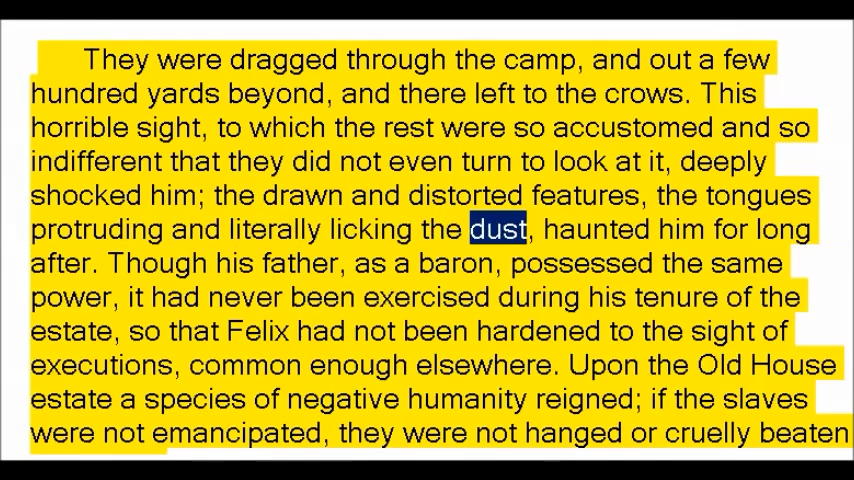 They were dragged through the camp, and out a few
hundred yards beyond, and there left to the crows. This
horrible sight, to which the rest were so accustomed and so
indifferent that they did not even turn to look at it, deeply
shocked him; the drawn and distorted features, the tongues
protruding and literally licking the dust, haunted him for long
after. Though his father, as a baron, possessed the same
power, it had never been exercised during his tenure of the
estate, so that Felix had not been hardened to the sight of
executions, common enough elsewhere. Upon the Old House
estate a species of negative humanity reigned; if the slaves
were not emancipated, they were not hanged or cruelly beaten